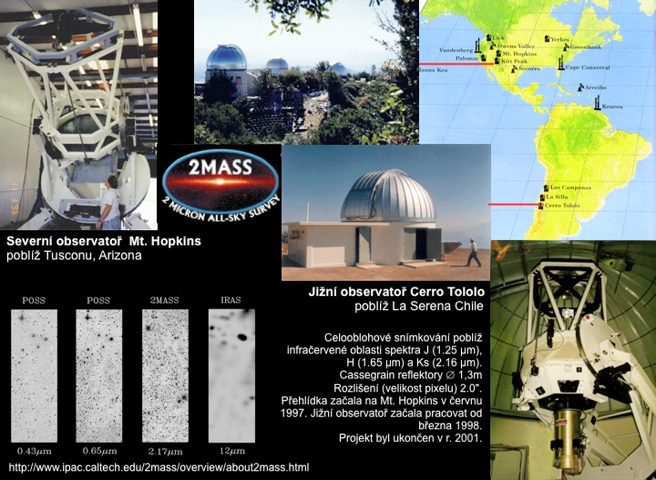 Lick
Yerkes
Owens Valley
Greenbank
Vandenberg
Mt. Hopkins
Palomar
Kitt Peak
Socorro
Cape Canaveral
auna Kea
Arecibo
Kourou
Las Campanas
La Silla
Cerro Tololo
2MASS
2 MICRON ALL-SKY SURVEY
Severní observatoř Mt. Hopkins
poblíž Tusconu, Arizona
Jižní observatoř Cerro Tololo
poblíž La Serena Chile
POSS POSS 2MASS IRAS
0.43μm 0.65μm 2.17μm 12μm
Celooblohové snímkování poblíž
infračervené oblasti spektra J (1.25 μm),
H (1.65 μm) a Ks (2.16 μm).
Cassegrain reflektory ∅ 1,3m
Rozlišení (velikost pixelu) 2.0".
Přehlídka začala na Mt. Hopkins v červnu
1997. Jižní observatoř začala pracovat od
března 1998.
Projekt byl ukončen v r. 2001.
http://www.ipac.caltech.edu/2mass/overview/about2mass.html